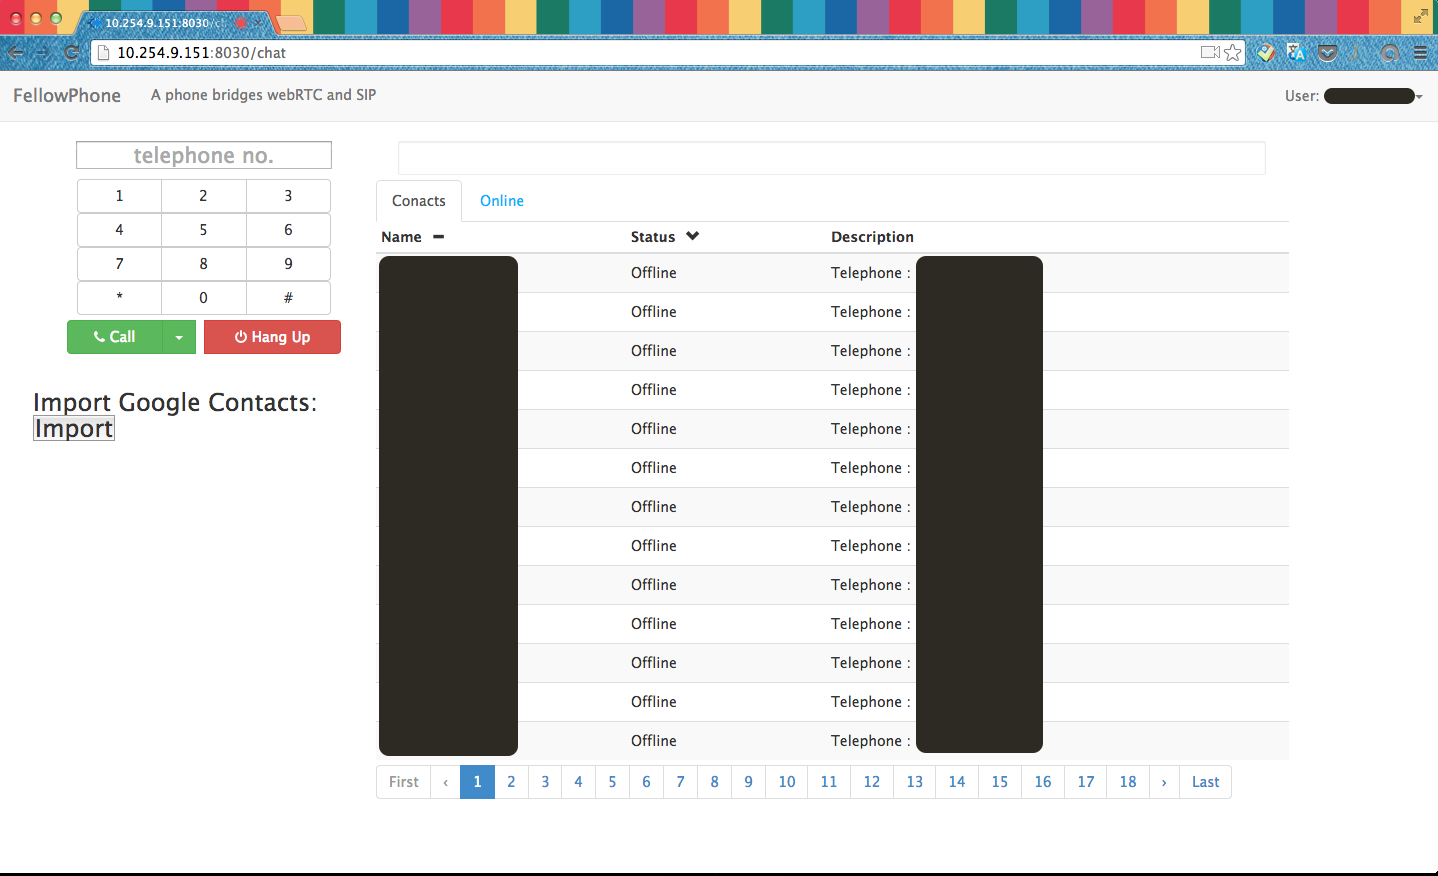 10.254.9.151:8030/c
10.254.9.151:8030/chat
FellowPhone A phone bridges webRTC and SIP User:
telephone no.
1 2 3
4 5 6
7 8 9
* 0 #
Call Hang Up
Import Google Contacts:
Import
Conacts Online
Name Status Description
Offline Telephone :
Offline Telephone :
Offline Telephone :
Offline Telephone :
Offline Telephone :
Offline Telephone :
Offline Telephone :
Offline Telephone :
Offline Telephone :
Offline Telephone :
Offline Telephone :
Offline Telephone :
Offline Telephone :
First ‹ 1 2 3 4 5 6 7 8 9 10 11 12 13 14 15 16 17 18 › Last